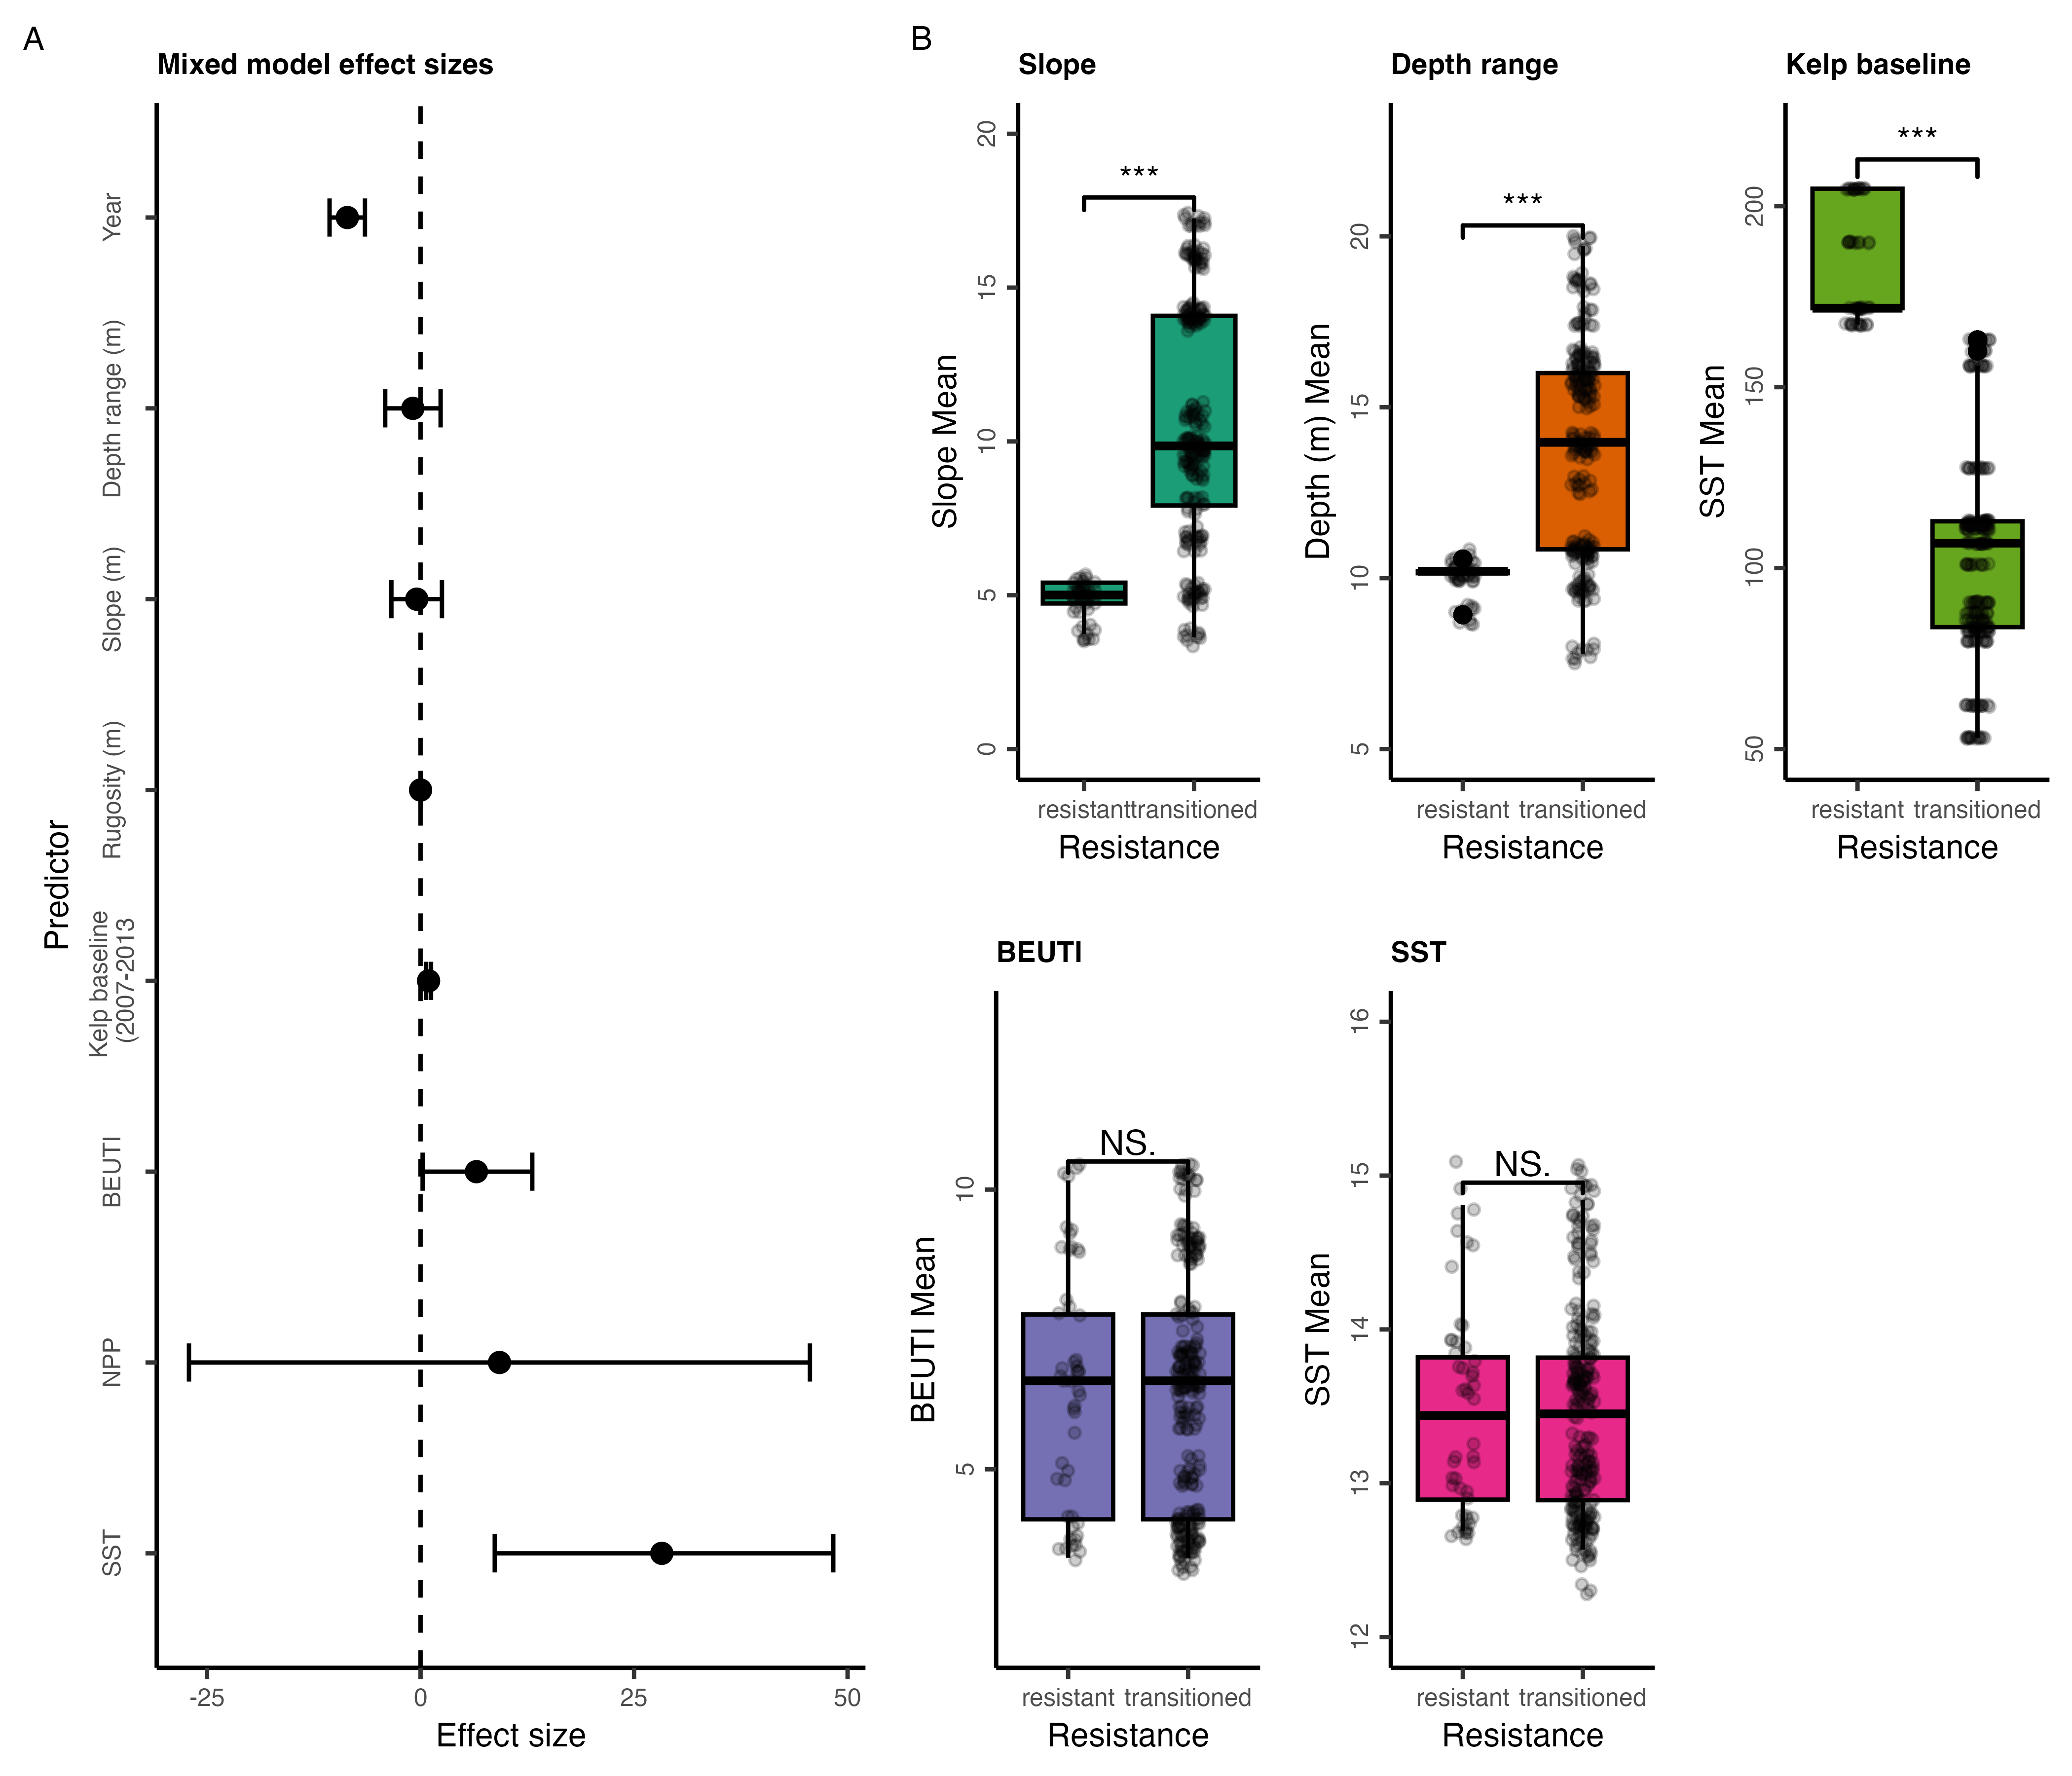 A
Mixed model effect sizes
Predictor
Year
Depth range (m)
Slope (m)
Rugosity (m)
Kelp baseline
(2007-2013
BEUTI
NPP
SST
-25
0
25
50
Effect size
B
Slope
Slope Mean
20
15
10
5
0
***
resistant
transitioned
Resistance
Depth range
Depth (m) Mean
20
15
10
5
***
resistant
transitioned
Resistance
Kelp baseline
SST Mean
200
150
100
50
***
resistant
transitioned
Resistance
BEUTI
BEUTI Mean
10
5
NS.
resistant
transitioned
Resistance
SST
SST Mean
16
15
14
13
12
NS.
resistant
transitioned
Resistance